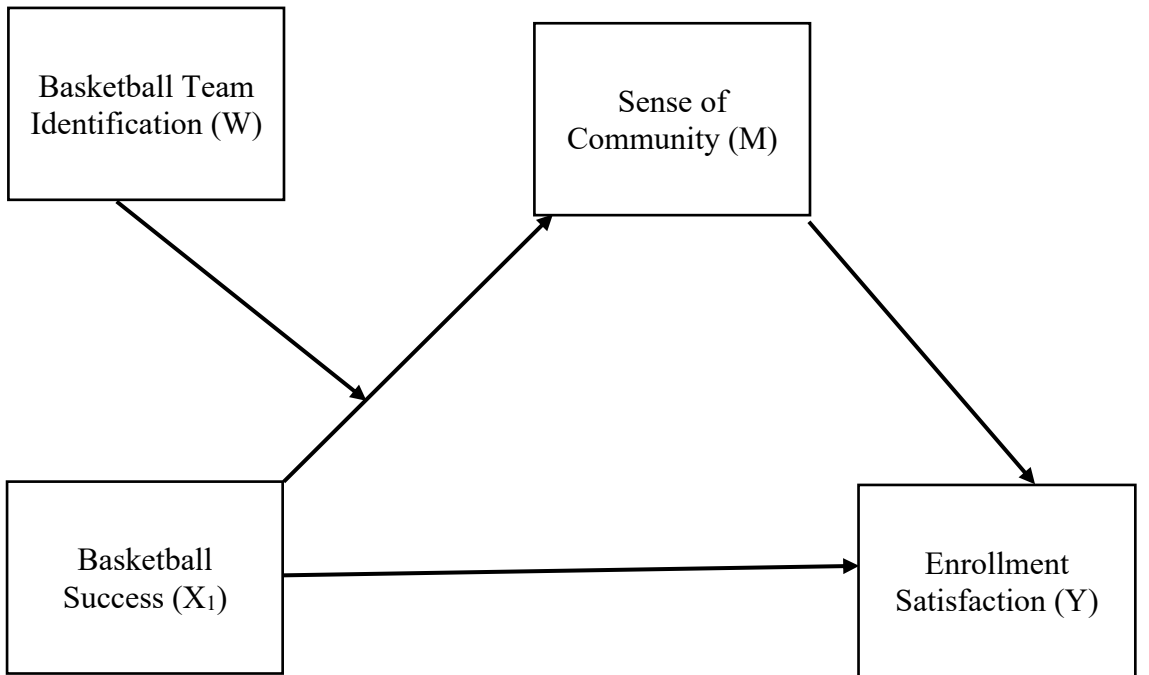 Basketball Team
Identification (W)
Sense of
Community (M)
Basketball
Success (X₁)
Enrollment
Satisfaction (Y)